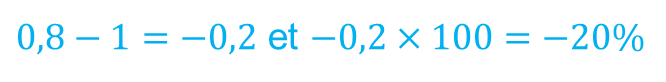 0,8 − 1 = −0,2 et −0,2 × 100 = −20%